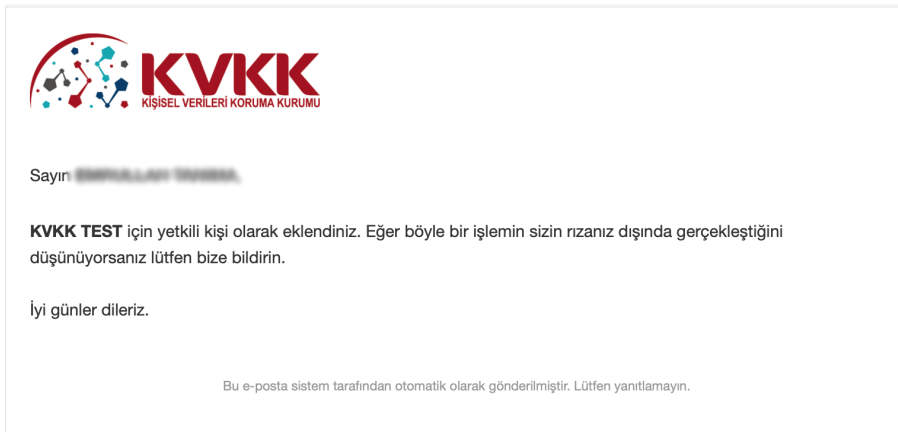 KVKK
KİŞİSEL VERİLERİ KORUMA KURUMU
Sayın
KVKK TEST için yetkili kişi olarak eklendiniz. Eğer böyle bir işlemin sizin rızanız dışında gerçekleştiğini
düşünüyorsanız lütfen bize bildirin.
İyi günler dileriz.
Bu e-posta sistem tarafından otomatik olarak gönderilmiştir. Lütfen yanıtlamayın.